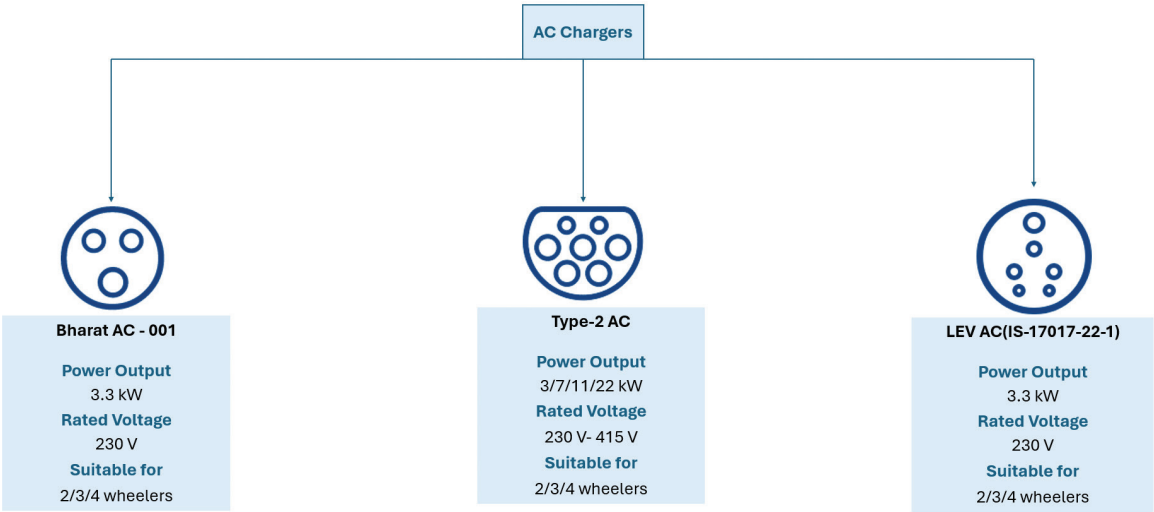 AC Chargers
Bharat AC - 001
Power Output
3.3 kW
Rated Voltage
230 V
Suitable for
2/3/4 wheelers
Type-2 AC
Power Output
3/7/11/22 kW
Rated Voltage
230 V- 415 V
Suitable for
2/3/4 wheelers
LEV AC(IS-17017-22-1)
Power Output
3.3 kW
Rated Voltage
230 V
Suitable for
2/3/4 wheelers